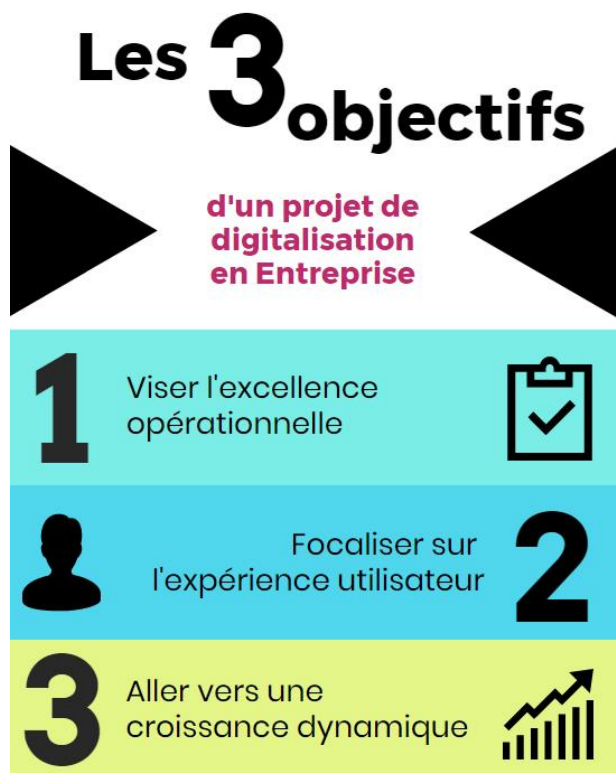 Les 3 objectifs
d'un projet de
digitalisation
en Entreprise
1
Viser l'excellence
opérationnelle
Focaliser sur
l'expérience utilisateur
2
3
Aller vers une
croissance dynamique